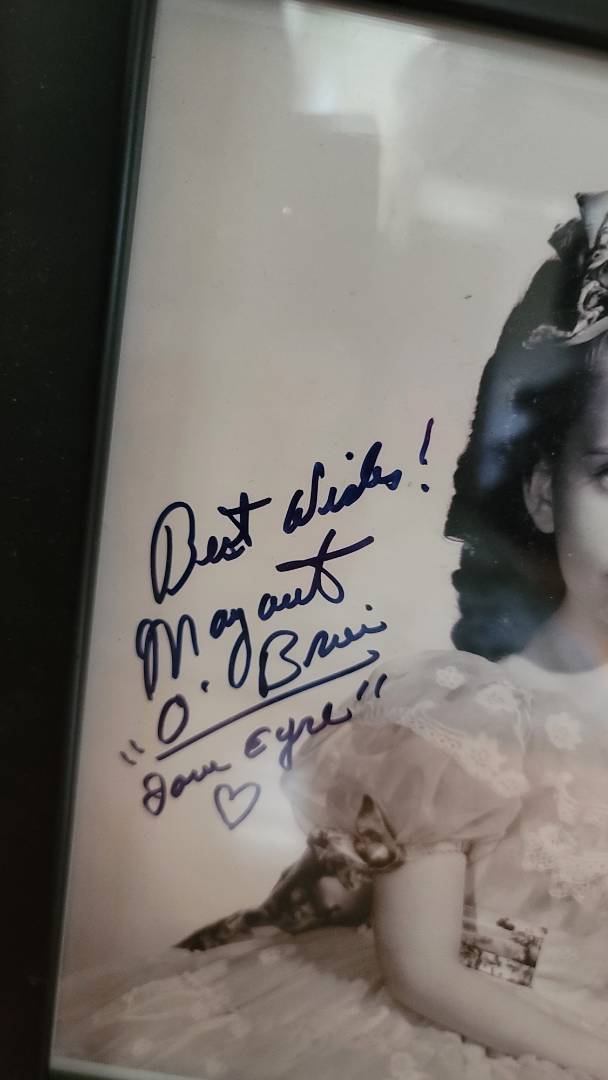 Best Wishes!
Margaret
O'Brien
"Jane Eyre"